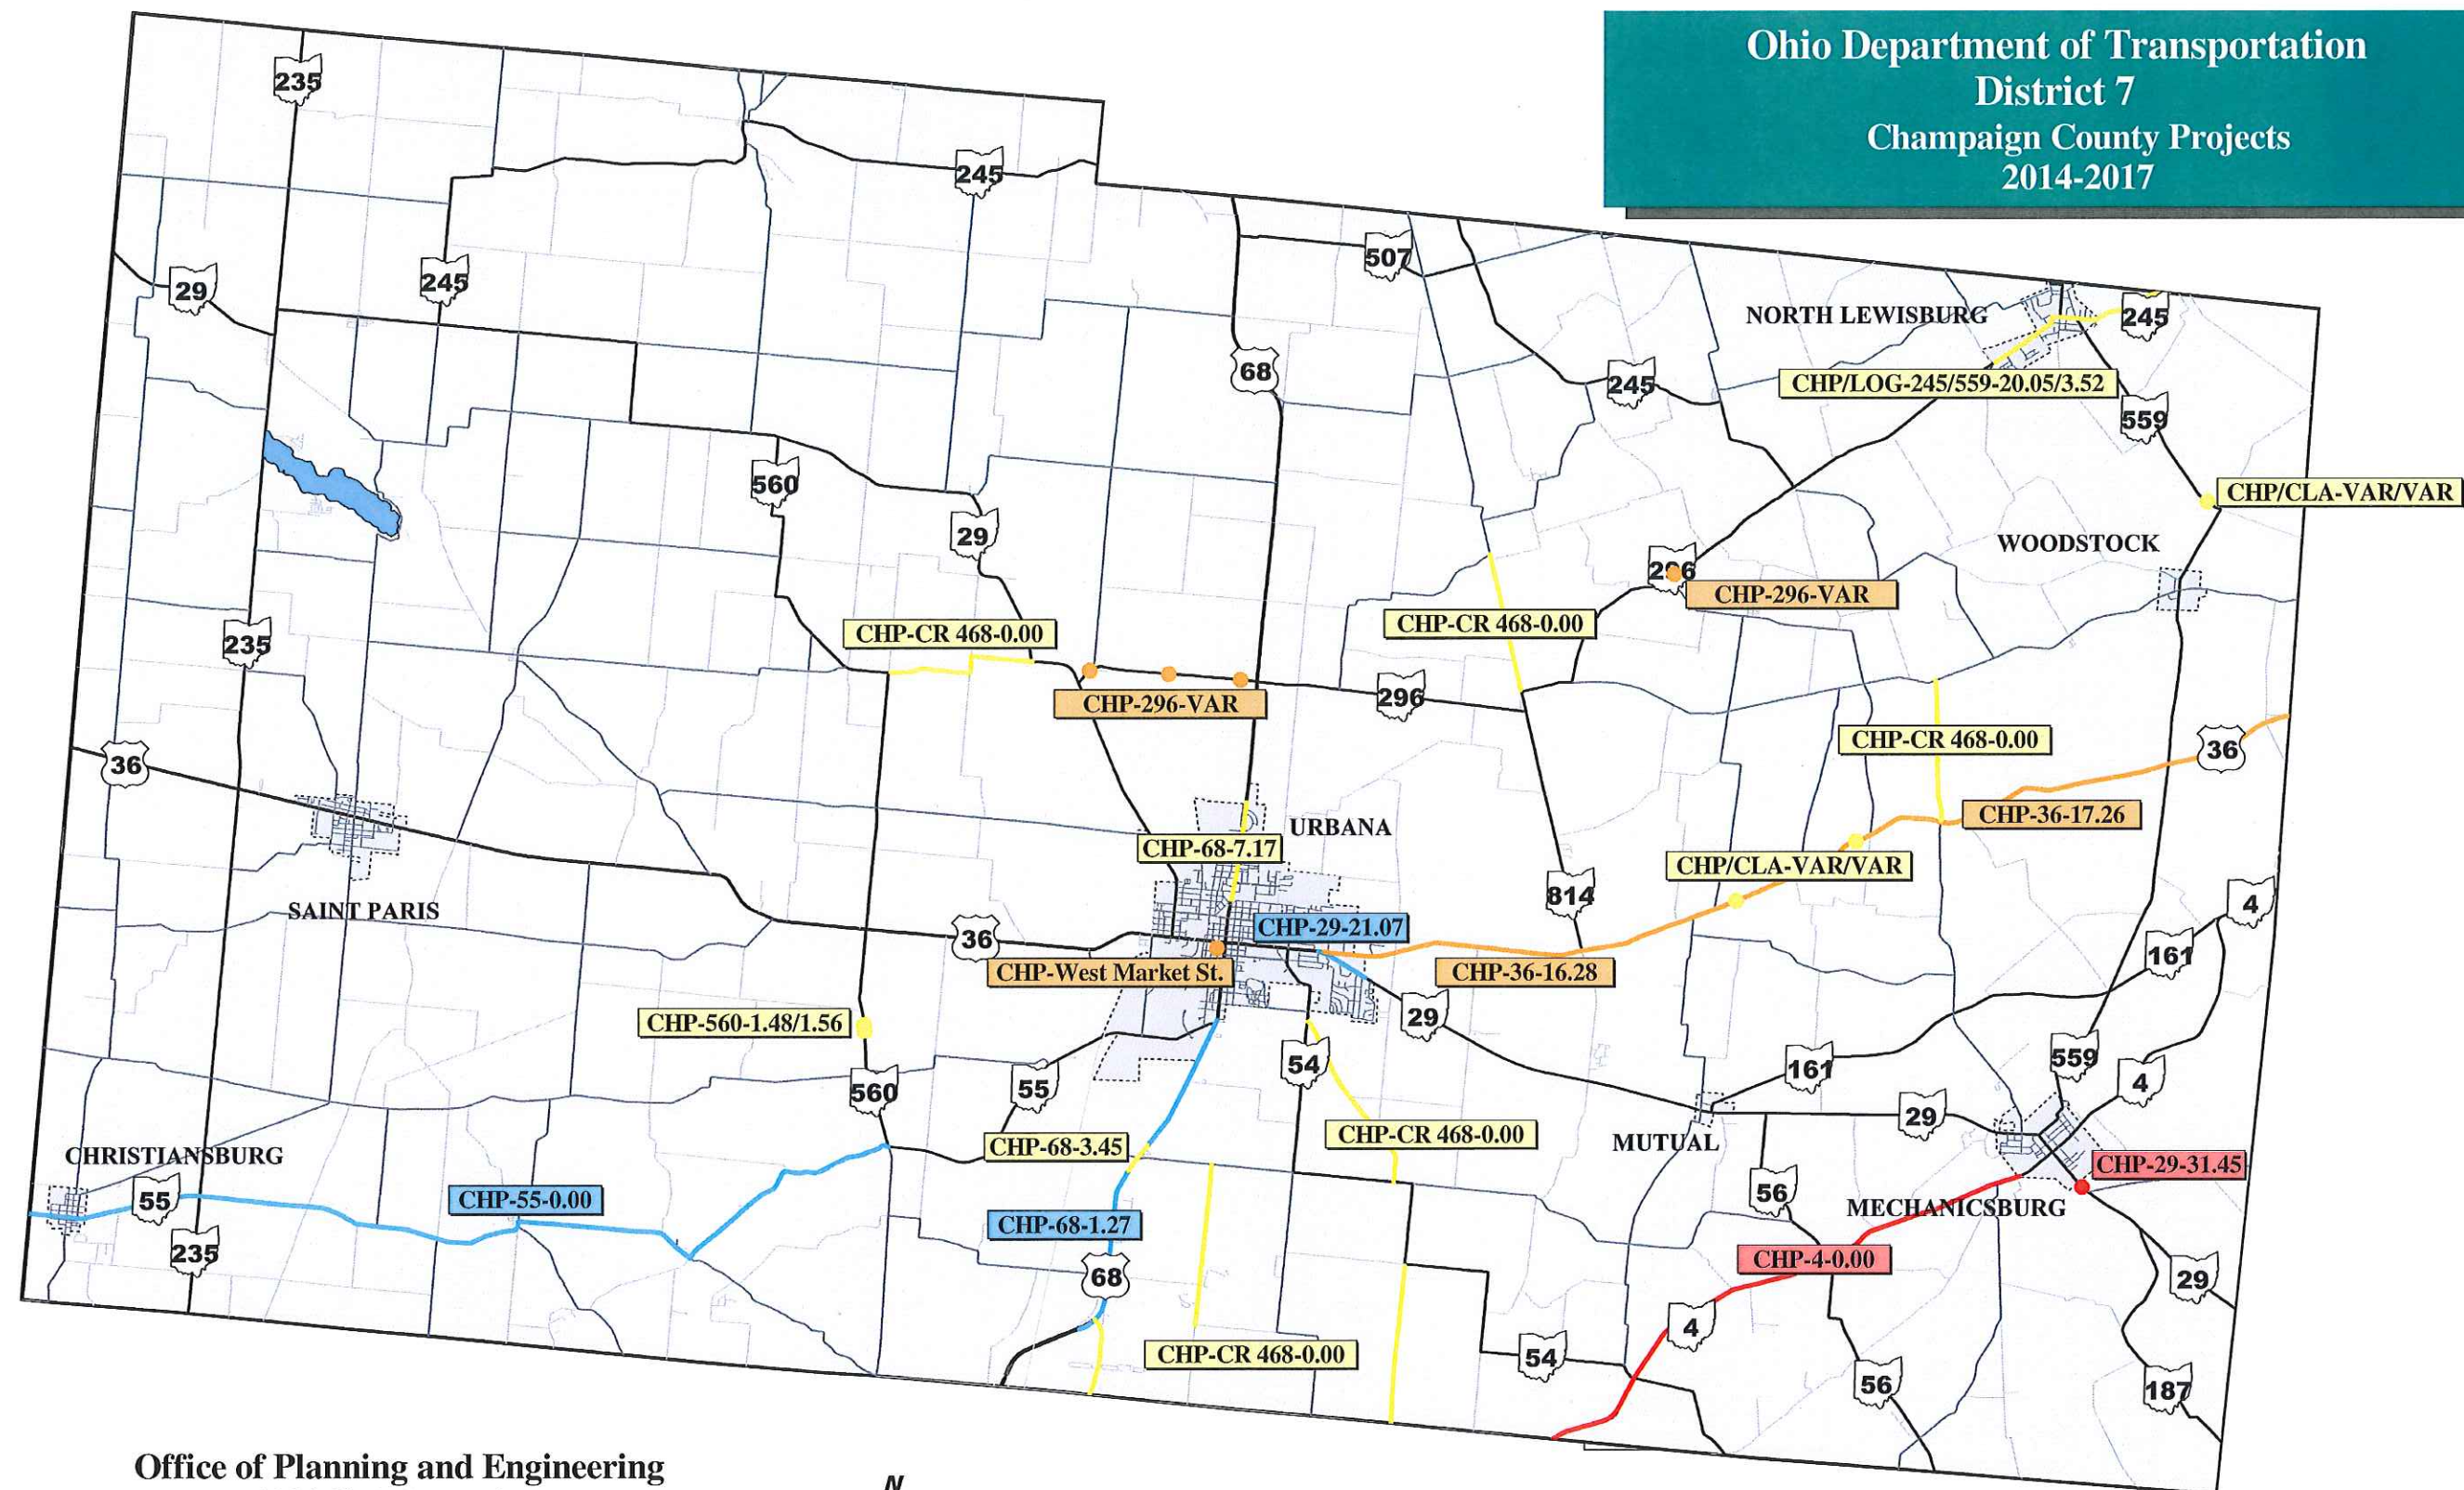 Ohio Department of Transportation
District 7
Champaign County Projects
2014-2017
235
245
507
29
245
NORTH LEWISBURG
245
68
245
CHP/LOG-245/559-20.05/3.52
559
560
CHP/CLA-VAR/VAR
29
WOODSTOCK
296
CHP-296-VAR
CHP-CR 468-0.00
CHP-CR 468-0.00
235
296
CHP-296-VAR
CHP-CR 468-0.00
36
36
CHP-36-17.26
URBANA
CHP-68-7.17
CHP/CLA-VAR/VAR
814
4
SAINT PARIS
CHP-29-21.07
36
161
CHP-West Market St.
CHP-36-16.28
CHP-560-1.48/1.56
29
54
559
161
4
55
560
29
CHP-CR 468-0.00
MUTUAL
CHP-68-3.45
CHRISTIANSBURG
CHP-29-31.45
56
55
CHP-55-0.00
MECHANICSBURG
CHP-68-1.27
235
CHP-4-0.00
68
29
4
CHP-CR 468-0.00
54
56
187
Office of Planning and Engineering
N